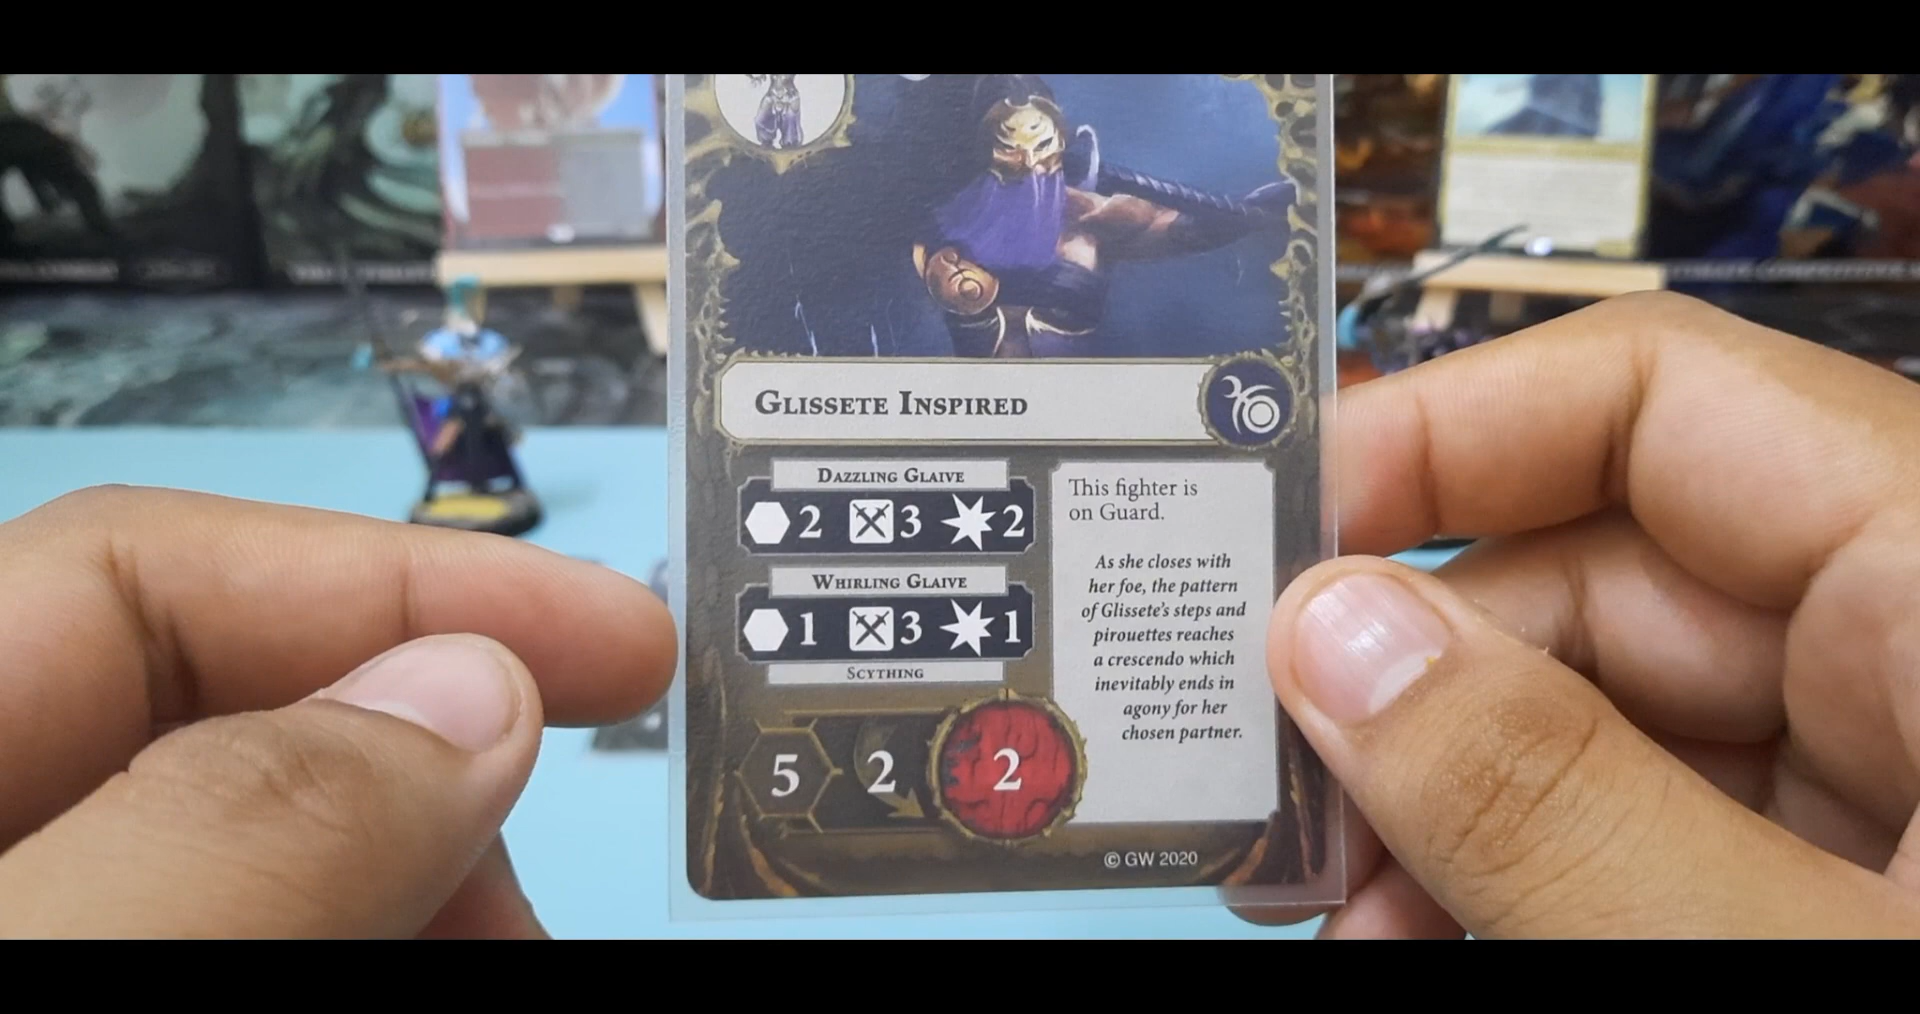 GLISSETE INSPIRED
DAZZLING GLAIVE
2 3 2
WHIRLING GLAIVE
1 3 1
SCYTHING
5 2 2
This fighter is
on Guard.
As she closes with
her foe, the pattern
of Glissete's steps and
pirouettes reaches
a crescendo which
inevitably ends in
agony for her
chosen partner.
© GW 2020